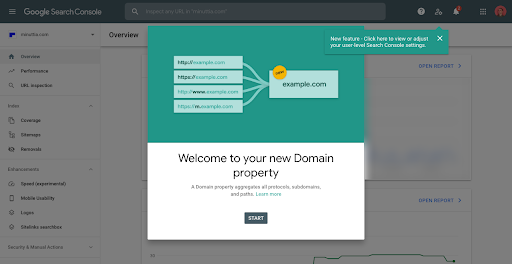 Google Search Console
Inspect any URL in "minuttia.com"
minuttia.com
Overview
New feature - Click here to view or adjust
your user-level Search Console settings.
Overview
Performance
URL inspection
Index
Coverage
Sitemaps
Removals
Enhancements
Speed (experimental)
Mobile Usability
Logos
Sitelinks searchbox
Security & Manual Actions
http://example.com
https://example.com
http://www.example.com
https://m.example.com
example.com
Welcome to your new Domain
property
A Domain property aggregates all protocols, subdomains,
and paths. Learn more
START
OPEN REPORT
OPEN REPORT
60